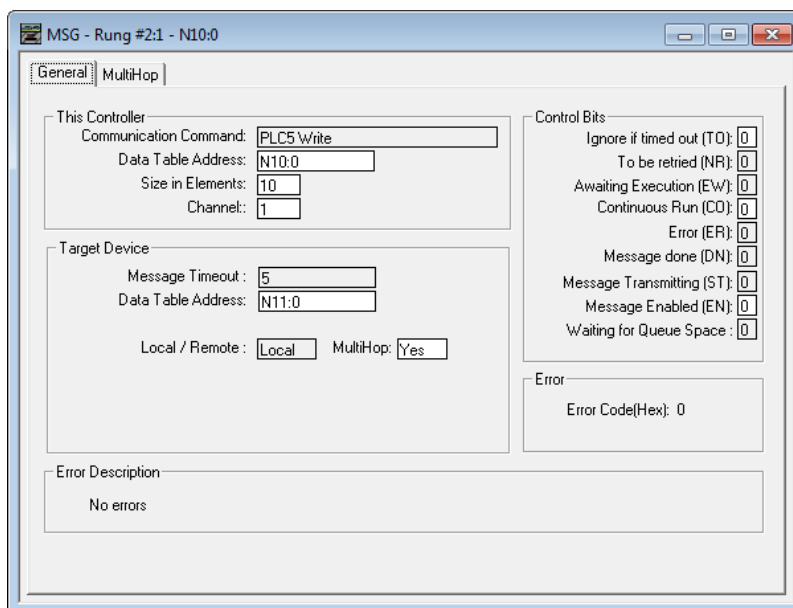 MSG - Rung #2:1 - N10:0
General MultiHop
This Controller
Communication Command: PLC5 Write
Data Table Address: N10:0
Size in Elements: 10
Channel:: 1
Target Device
Message Timeout : 5
Data Table Address: N11:0
Local / Remote : Local MultiHop: Yes
Control Bits
Ignore if timed out (TO): 0
To be retried (NR): 0
Awaiting Execution (EW): 0
Continuous Run (CO): 0
Error (ER): 0
Message done (DN): 0
Message Transmitting (ST): 0
Message Enabled (EN): 0
Waiting for Queue Space : 0
Error
Error Code(Hex): 0
Error Description
No errors